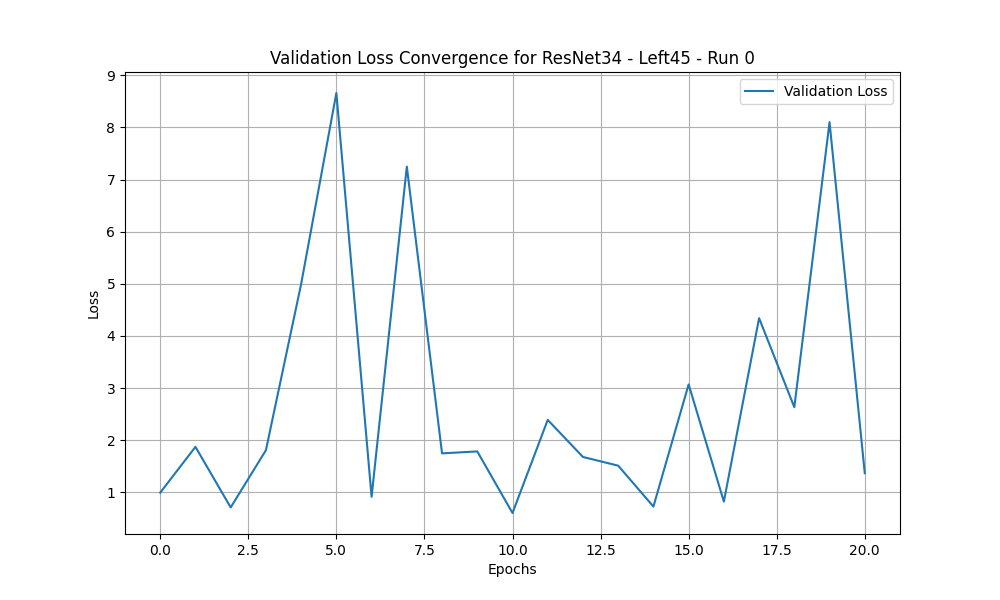 Validation Loss Convergence for ResNet34 - Left45 - Run 0
Validation Loss
Loss
9
8
7
6
5
4
3
2
1
0.0 2.5 5.0 7.5 10.0 12.5 15.0 17.5 20.0
Epochs